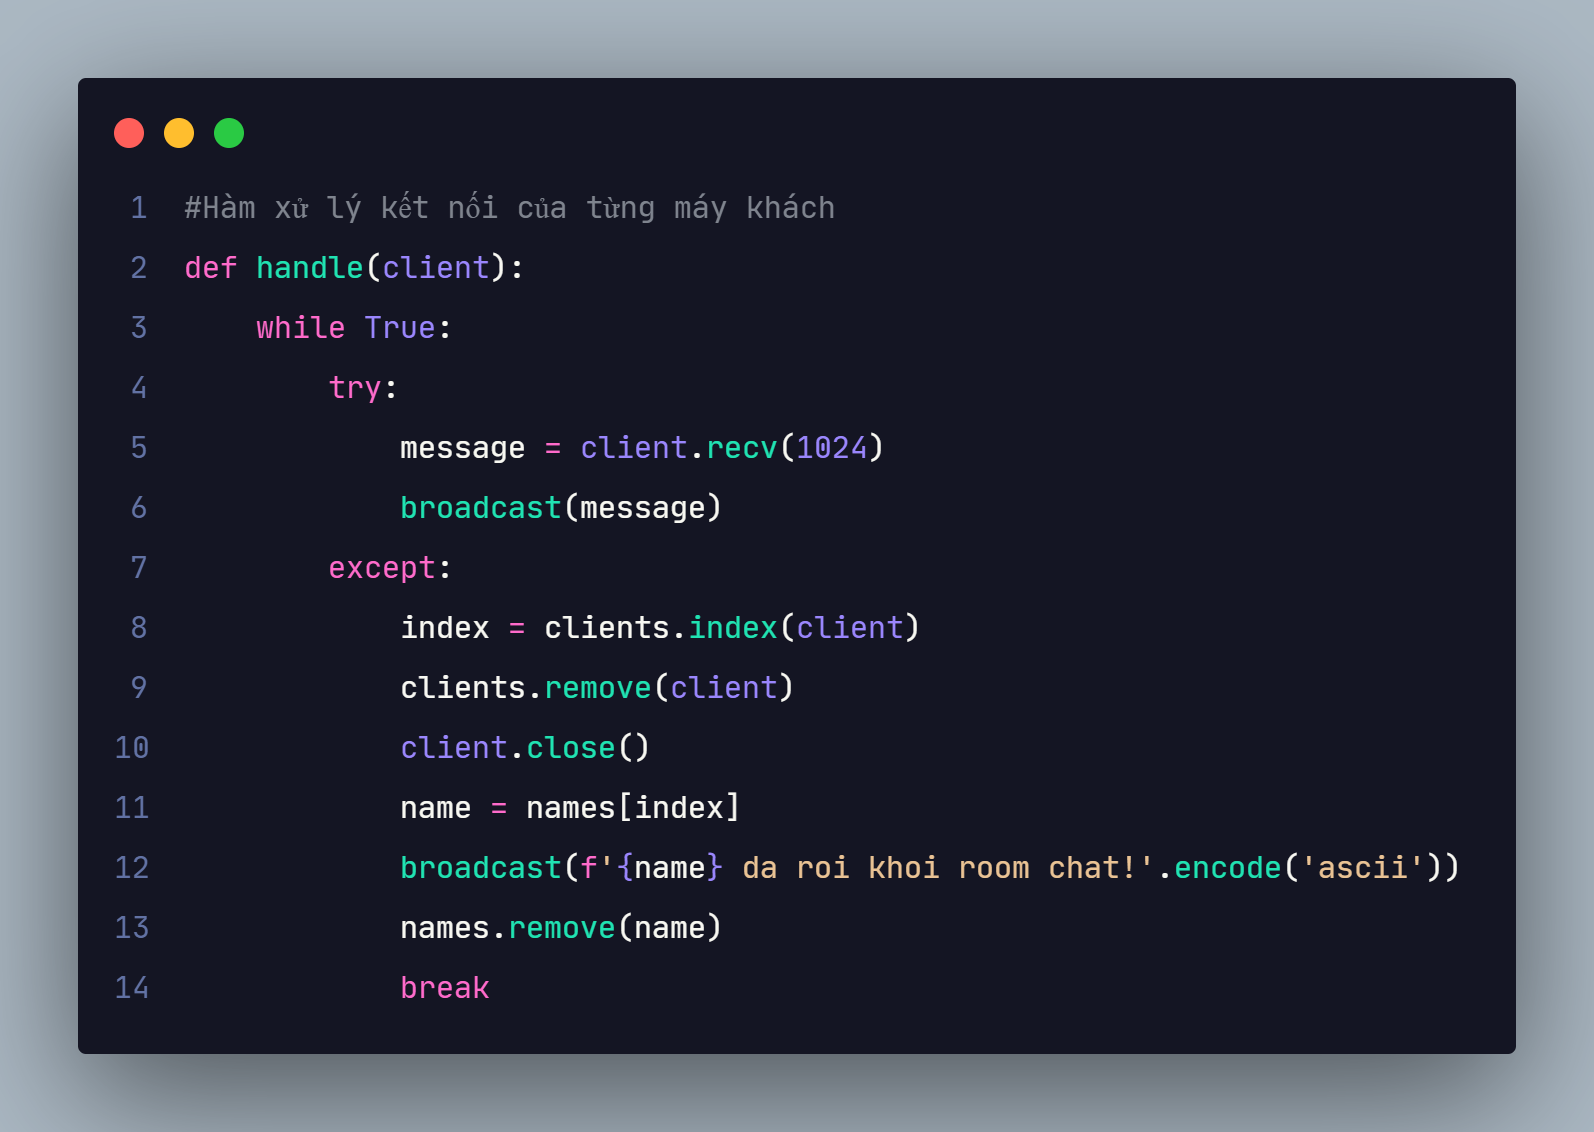 1 #Hàm xử lý kết nối của từng máy khách
2 def handle(client):
3     while True:
4         try:
5             message = client.recv(1024)
6             broadcast(message)
7         except:
8             index = clients.index(client)
9             clients.remove(client)
10             client.close()
11             name = names[index]
12             broadcast(f'{name} da roi khoi room chat!'.encode('ascii'))
13             names.remove(name)
14             break